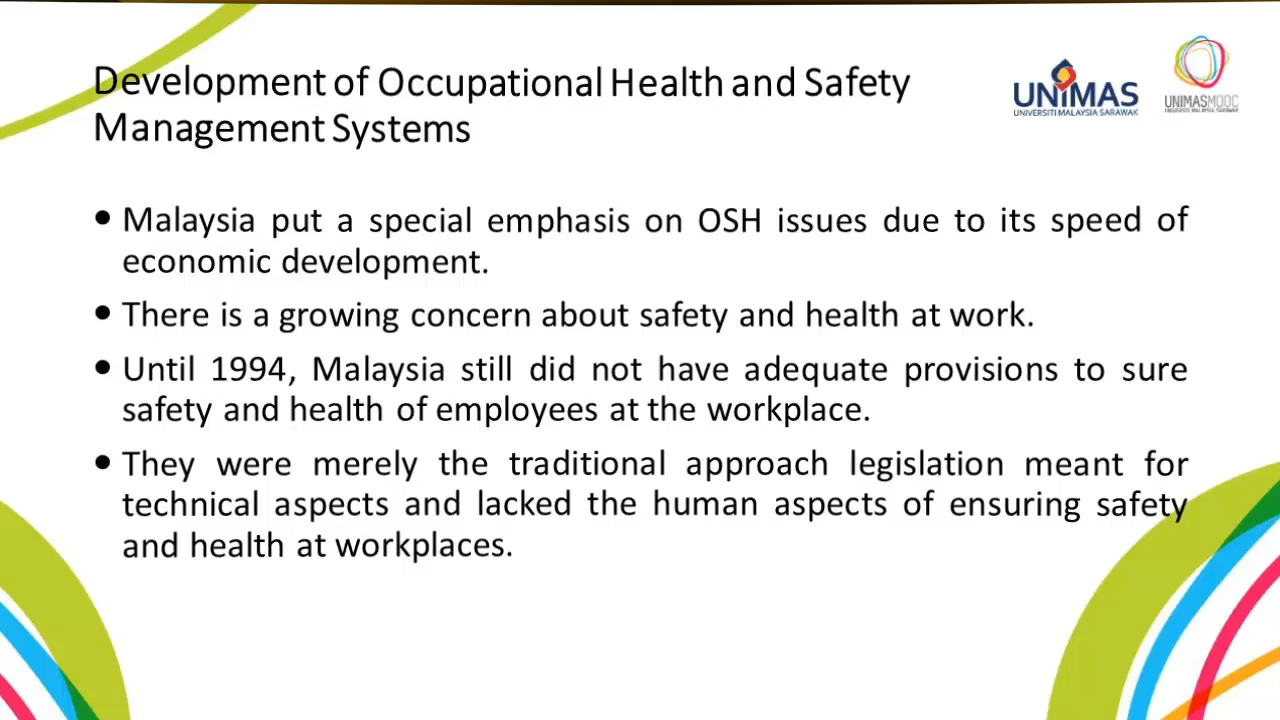 Development of Occupational Health and Safety
Management Systems
UNIMAS
UNIVERSITI MALAYSIA SARAWAK
UNIMASMOOC
UNIVERSITI MALAYSIA SARAWAK
• Malaysia put a special emphasis on OSH issues due to its speed of
economic development.
• There is a growing concern about safety and health at work.
• Until 1994, Malaysia still did not have adequate provisions to sure
safety and health of employees at the workplace.
• They were merely the traditional approach legislation meant for
technical aspects and lacked the human aspects of ensuring safety
and health at workplaces.